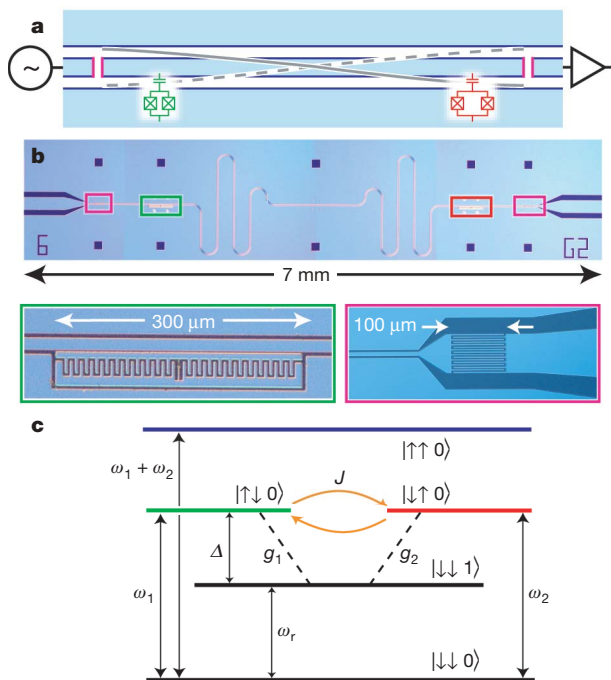 a
~
b
6
G2
7 mm
300 μm
100 μm
c
ω₁ + ω₂
|↑↑ 0⟩
|↑↓ 0⟩
J
|↓↑ 0⟩
Δ
g₁
g₂
|↓↓ 1⟩
ω₁
ω₂
ωᵣ
|↓↓ 0⟩